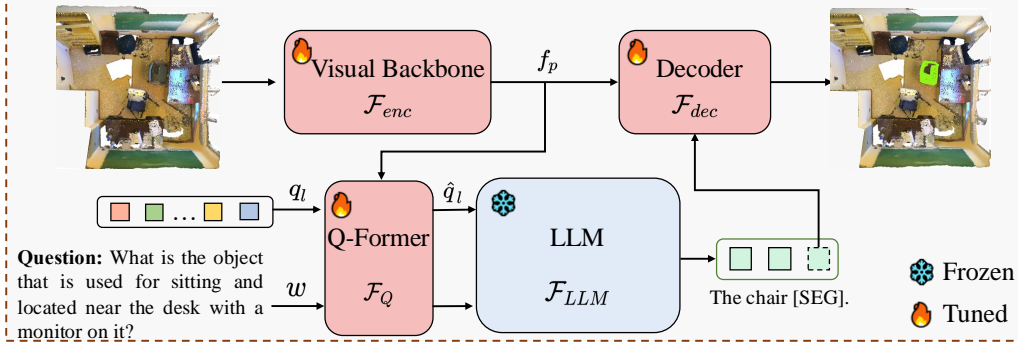 Visual Backbone
𝓕_enc
f_p
Decoder
𝓕_dec
q_l
...
Q-Former
𝓕_Q
q̂_l
LLM
𝓕_LLM
Question: What is the object
that is used for sitting and
located near the desk with a
monitor on it?
w
The chair [SEG].
Frozen
Tuned